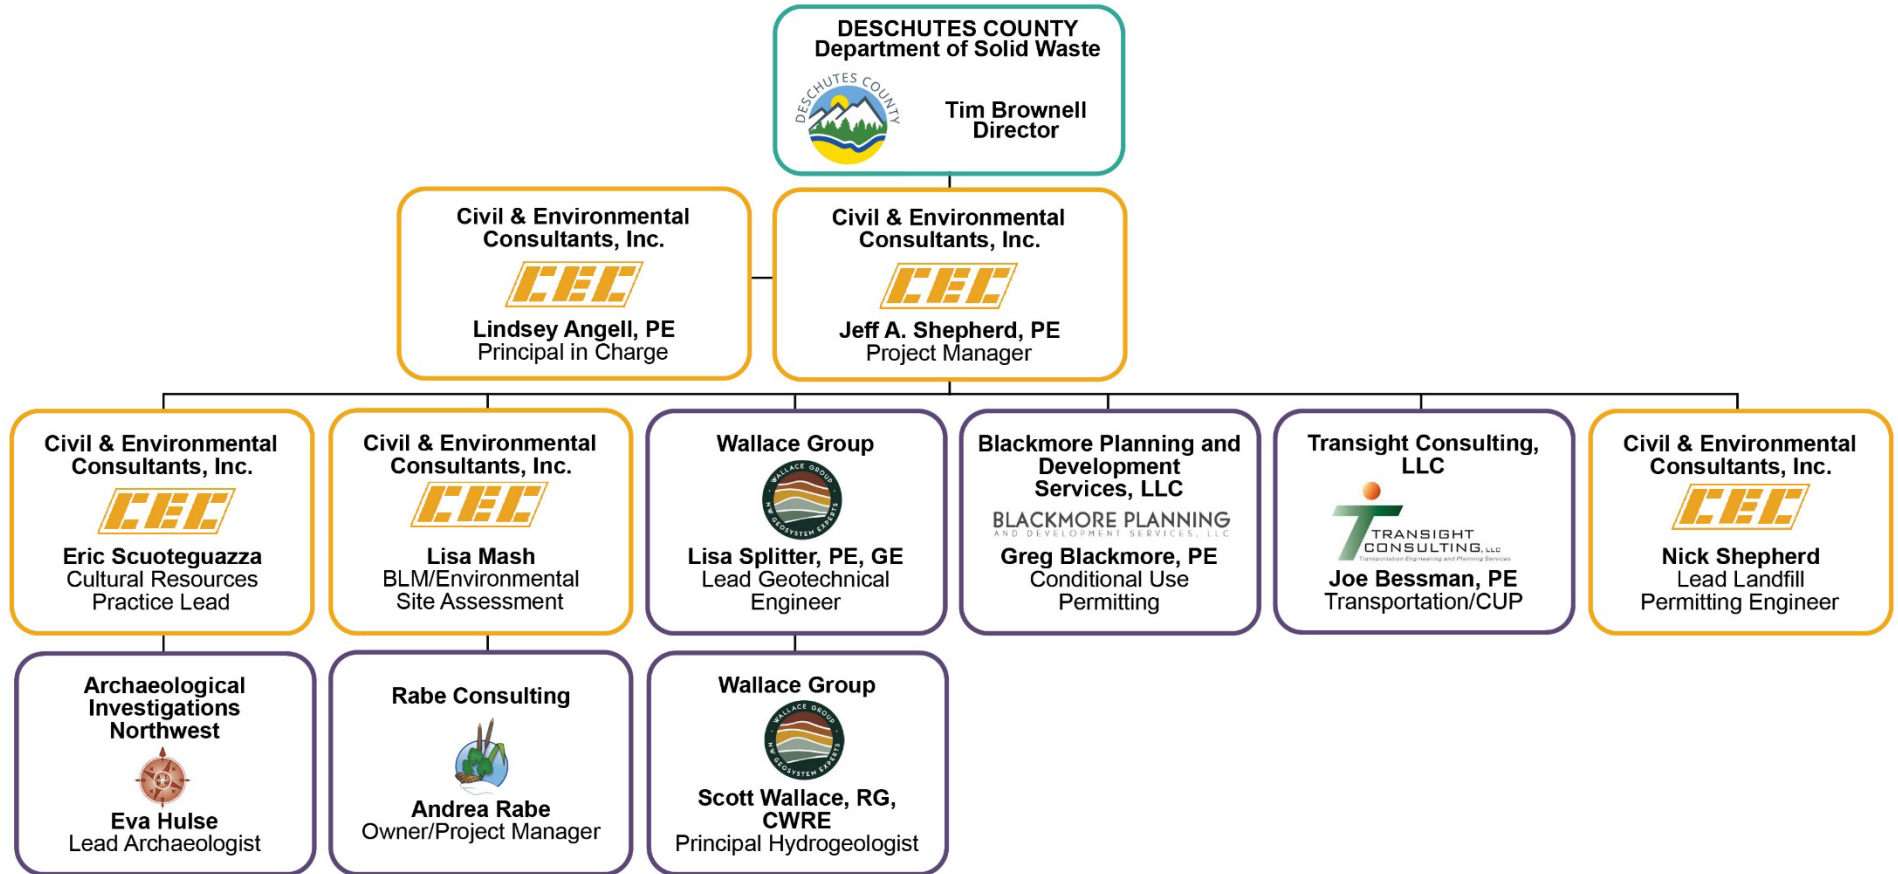 DESCHUTES COUNTY
Department of Solid Waste
DESCHUTES COUNTY
Tim Brownell
Director
Civil & Environmental
Consultants, Inc.
CEC
Lindsey Angell, PE
Principal in Charge
Civil & Environmental
Consultants, Inc.
CEC
Jeff A. Shepherd, PE
Project Manager
Civil & Environmental
Consultants, Inc.
CEC
Eric Scuoteguazza
Cultural Resources
Practice Lead
Civil & Environmental
Consultants, Inc.
CEC
Lisa Mash
BLM/Environmental
Site Assessment
Wallace Group
WALLACE GROUP
NW GEOSYSTEM EXPERTS
Lisa Splitter, PE, GE
Lead Geotechnical
Engineer
Blackmore Planning and
Development
Services, LLC
BLACKMORE PLANNING
AND DEVELOPMENT SERVICES, LLC
Greg Blackmore, PE
Conditional Use
Permitting
Transight Consulting,
LLC
TRANSIGHT
CONSULTING, LLC
Transportation Engineering and Planning Services
Joe Bessman, PE
Transportation/CUP
Civil & Environmental
Consultants, Inc.
CEC
Nick Shepherd
Lead Landfill
Permitting Engineer
Archaeological
Investigations
Northwest
Eva Hulse
Lead Archaeologist
Rabe Consulting
Andrea Rabe
Owner/Project Manager
Wallace Group
WALLACE GROUP
NW GEOSYSTEM EXPERTS
Scott Wallace, RG,
CWRE
Principal Hydrogeologist